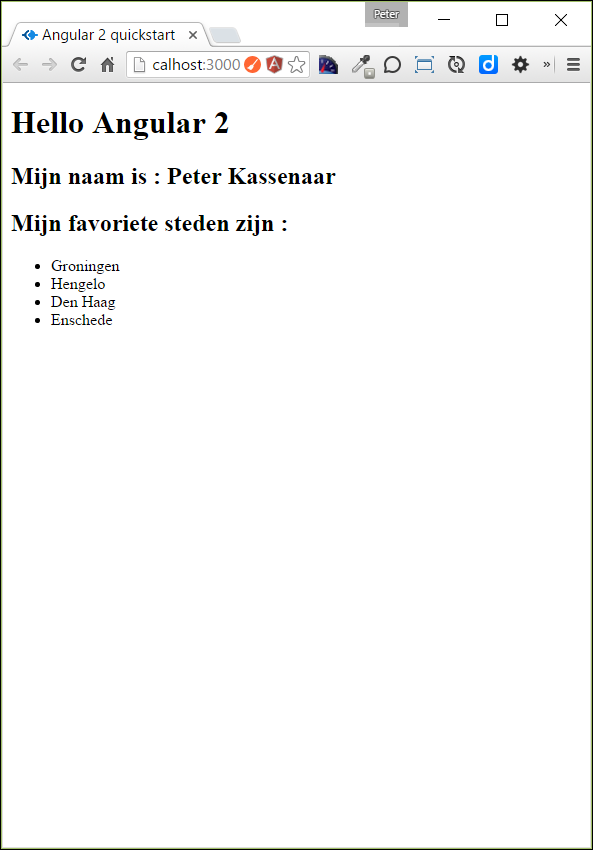 Peter
Angular 2 quickstart
calhost:3000
Hello Angular 2
Mijn naam is : Peter Kassenaar
Mijn favoriete steden zijn :
Groningen
Hengelo
Den Haag
Enschede